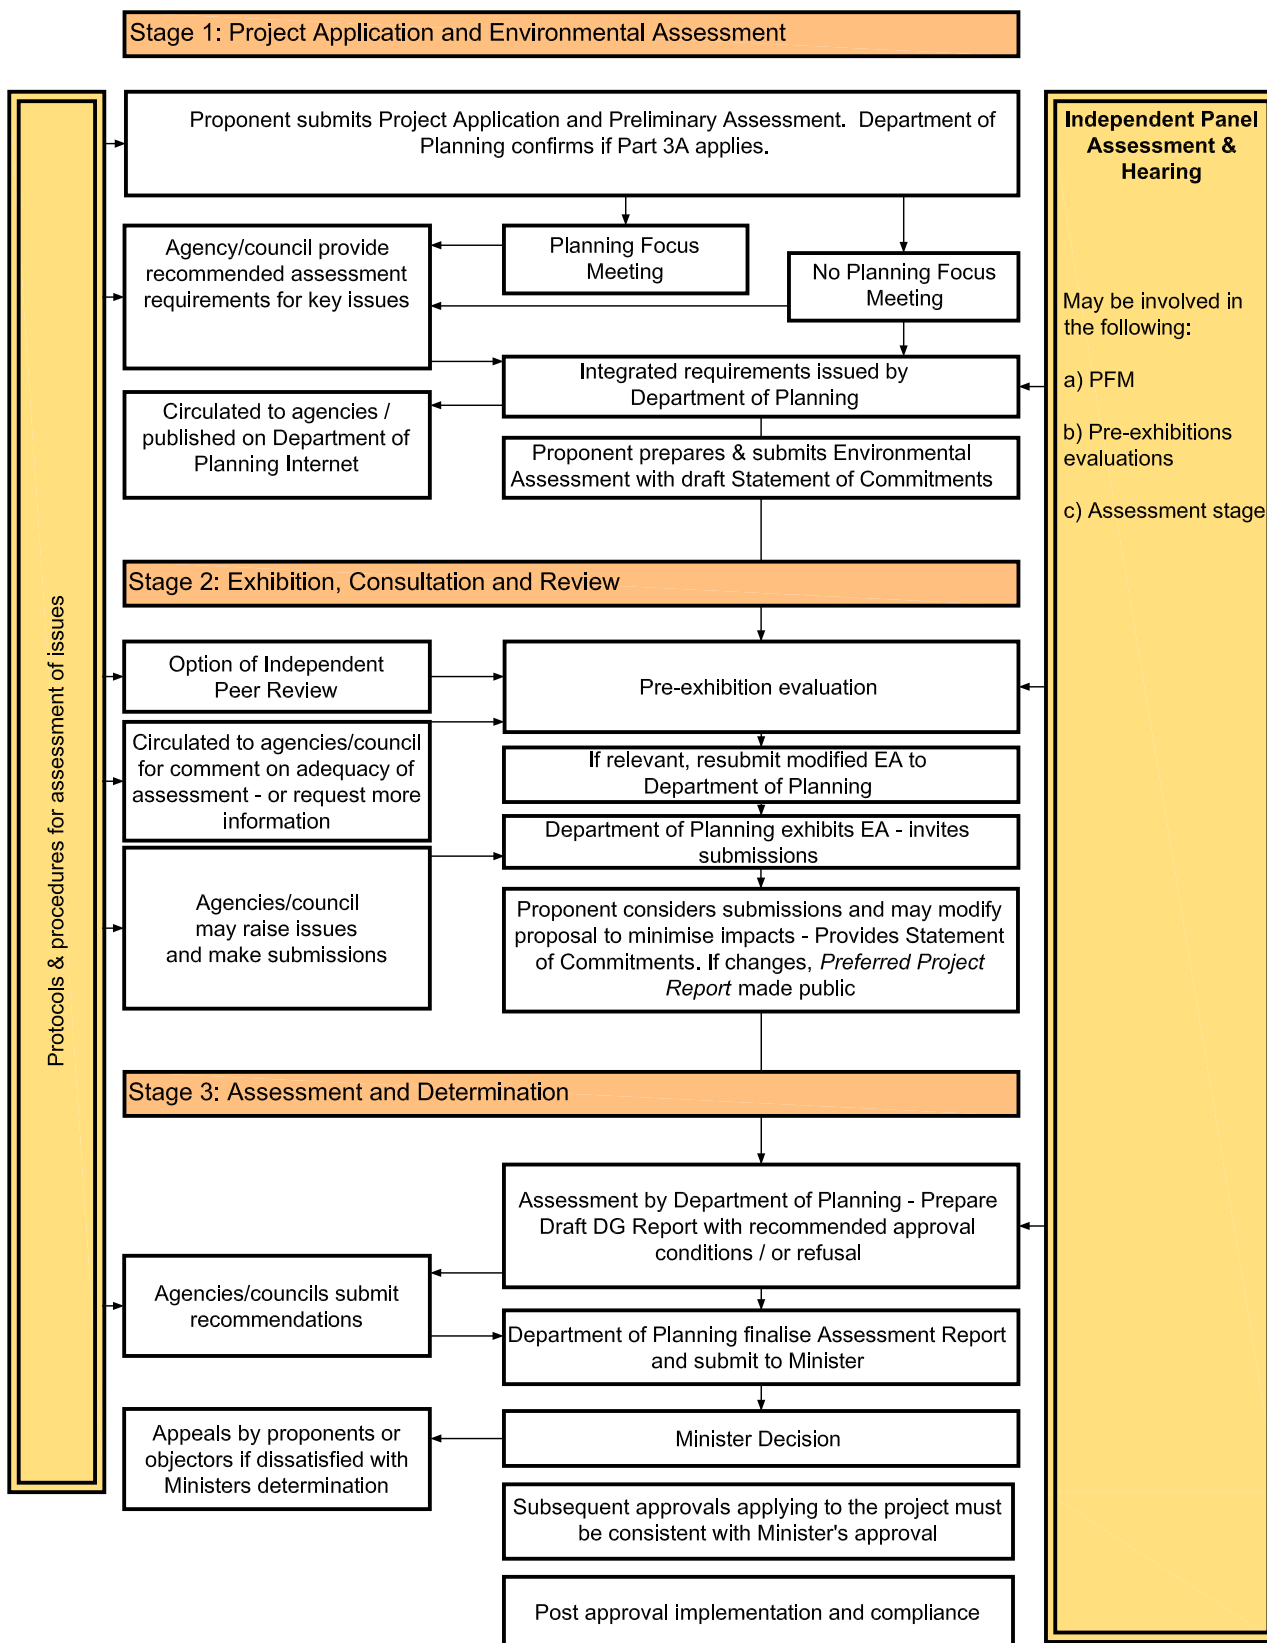 Stage 1: Project Application and Environmental Assessment
Protocols & procedures for assessment of issues
Proponent submits Project Application and Preliminary Assessment.  Department of
Planning confirms if Part 3A applies.
Agency/council provide
recommended assessment
requirements for key issues
Planning Focus
Meeting
No Planning Focus
Meeting
Integrated requirements issued by
Department of Planning
Circulated to agencies /
published on Department of
Planning Internet
Proponent prepares & submits Environmental
Assessment with draft Statement of Commitments
Independent Panel
Assessment &
Hearing
May be involved in
the following:
a) PFM
b) Pre-exhibitions
evaluations
c) Assessment stage
Stage 2: Exhibition, Consultation and Review
Option of Independent
Peer Review
Pre-exhibition evaluation
Circulated to agencies/council
for comment on adequacy of
assessment - or request more
information
If relevant, resubmit modified EA to
Department of Planning
Department of Planning exhibits EA - invites
submissions
Agencies/council
may raise issues
and make submissions
Proponent considers submissions and may modify
proposal to minimise impacts - Provides Statement
of Commitments. If changes, Preferred Project
Report made public
Stage 3: Assessment and Determination
Assessment by Department of Planning - Prepare
Draft DG Report with recommended approval
conditions / or refusal
Agencies/councils submit
recommendations
Department of Planning finalise Assessment Report
and submit to Minister
Appeals by proponents or
objectors if dissatisfied with
Ministers determination
Minister Decision
Subsequent approvals applying to the project must
be consistent with Minister's approval
Post approval implementation and compliance